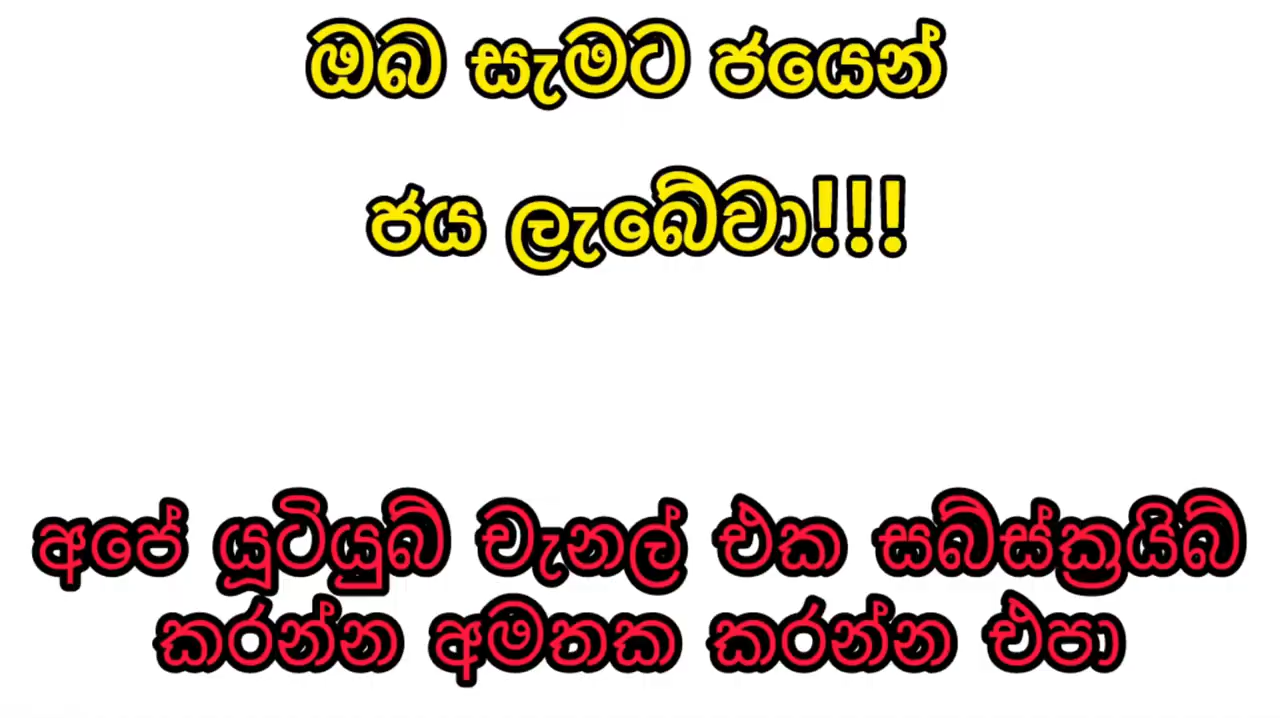 ඔබ සැමට ජයෙන්
ජය ලැබේවා!!!
අපේ යූටියුබ් චැනල් එක සබ්ස්ක්‍රයිබ්
කරන්න අමතක කරන්න එපා